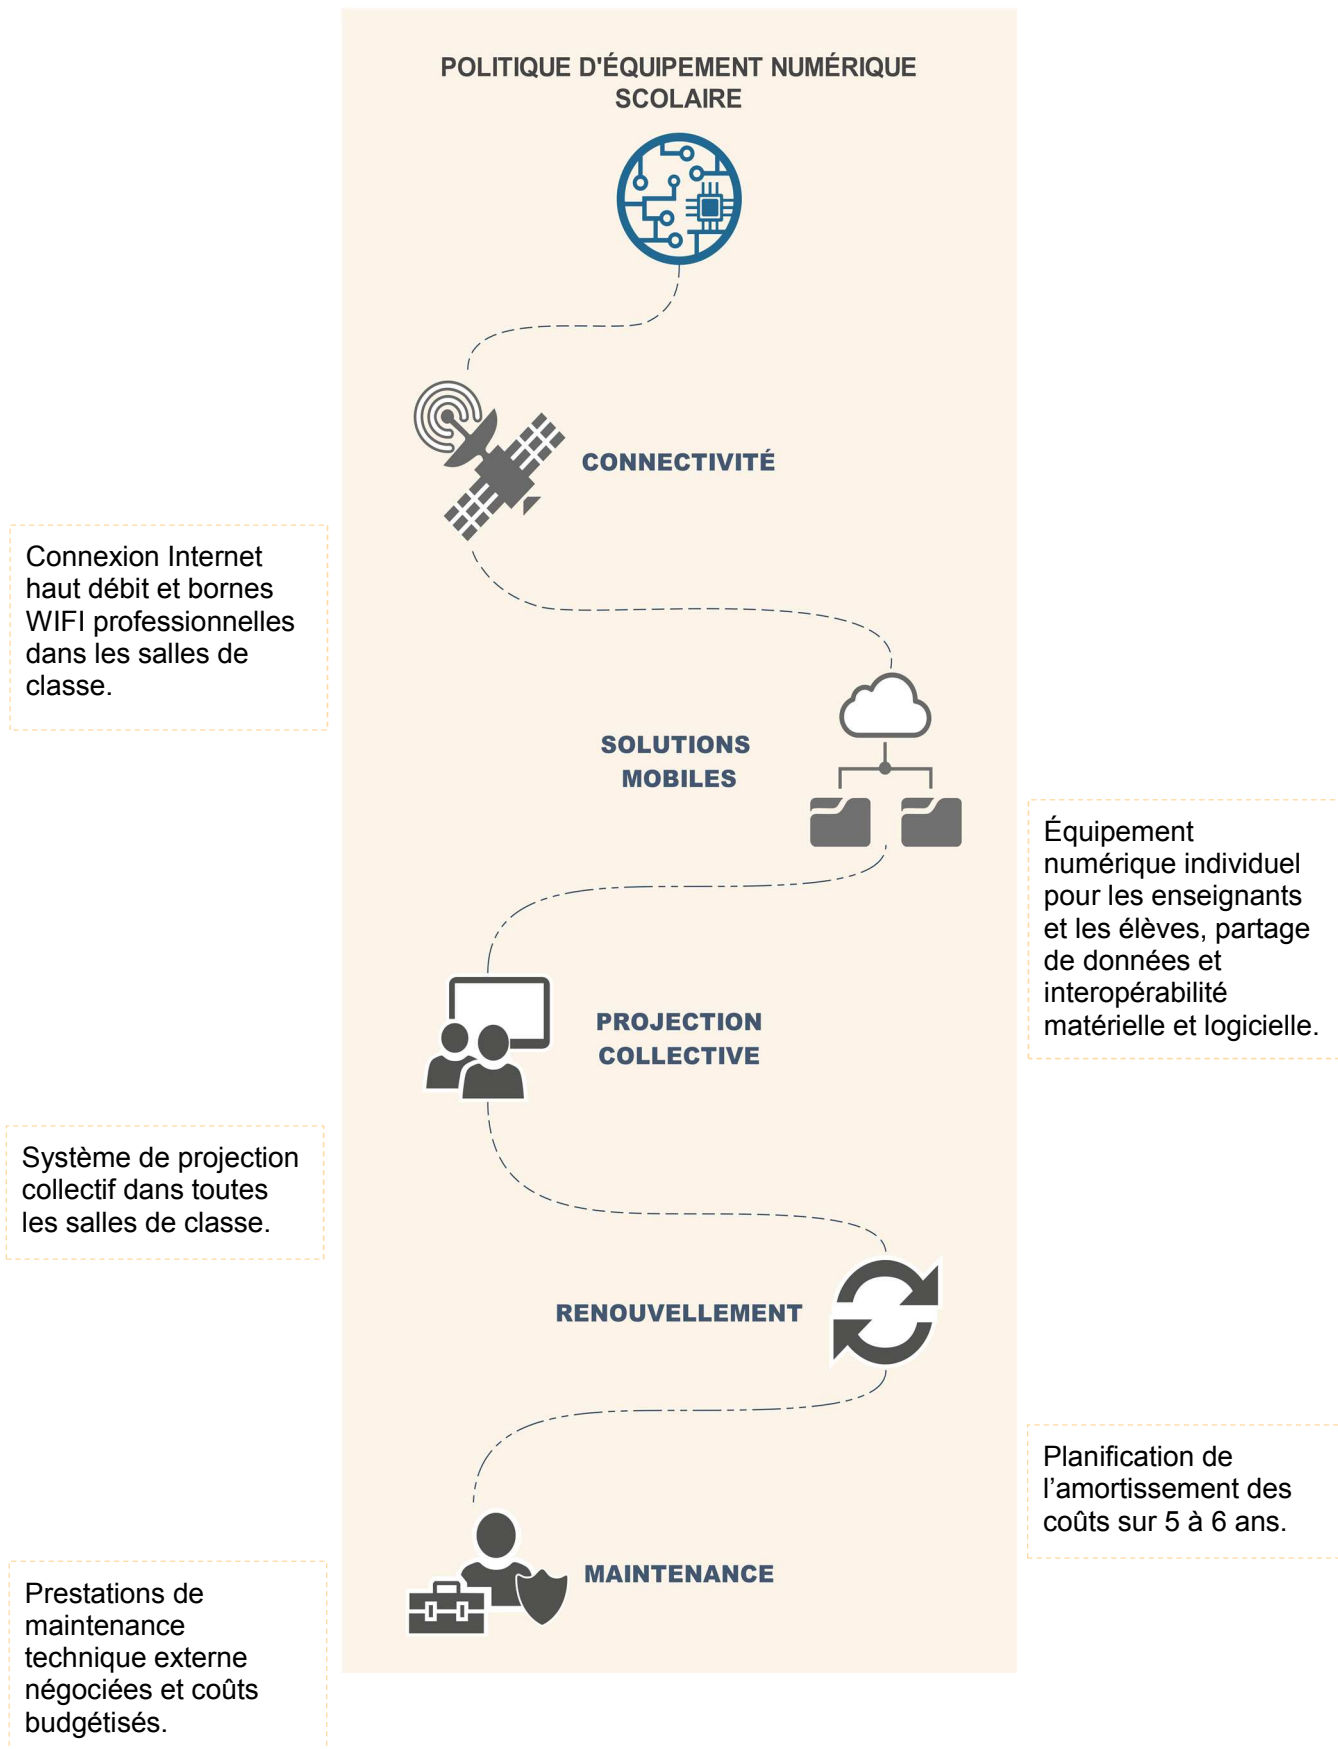 POLITIQUE D'ÉQUIPEMENT NUMÉRIQUE
SCOLAIRE
CONNECTIVITÉ
Connexion Internet
haut débit et bornes
WIFI professionnelles
dans les salles de
classe.
SOLUTIONS
MOBILES
Équipement
numérique individuel
pour les enseignants
et les élèves, partage
de données et
interopérabilité
matérielle et logicielle.
PROJECTION
COLLECTIVE
Système de projection
collectif dans toutes
les salles de classe.
RENOUVELLEMENT
Planification de
l’amortissement des
coûts sur 5 à 6 ans.
MAINTENANCE
Prestations de
maintenance
technique externe
négociées et coûts
budgétisés.